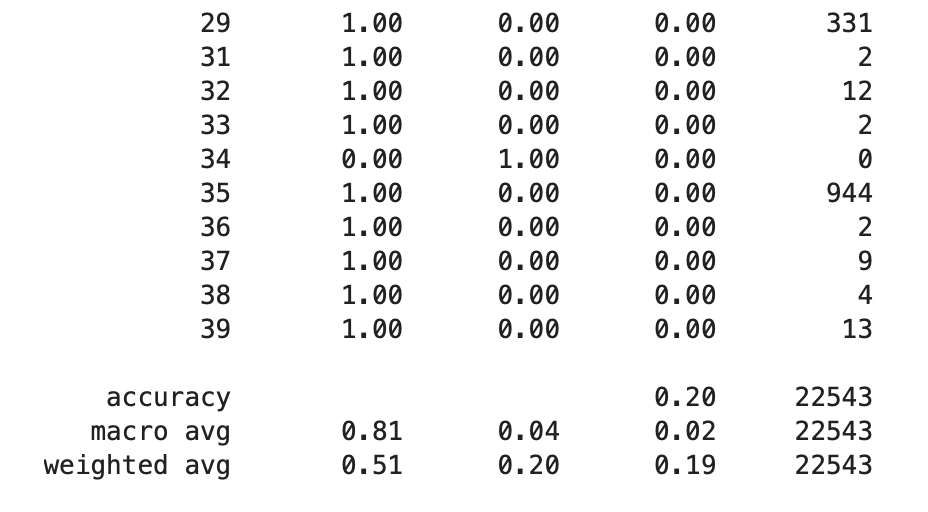 29 1.00 0.00 0.00 331
31 1.00 0.00 0.00 2
32 1.00 0.00 0.00 12
33 1.00 0.00 0.00 2
34 0.00 1.00 0.00 0
35 1.00 0.00 0.00 944
36 1.00 0.00 0.00 2
37 1.00 0.00 0.00 9
38 1.00 0.00 0.00 4
39 1.00 0.00 0.00 13
accuracy 0.20 22543
macro avg 0.81 0.04 0.02 22543
weighted avg 0.51 0.20 0.19 22543